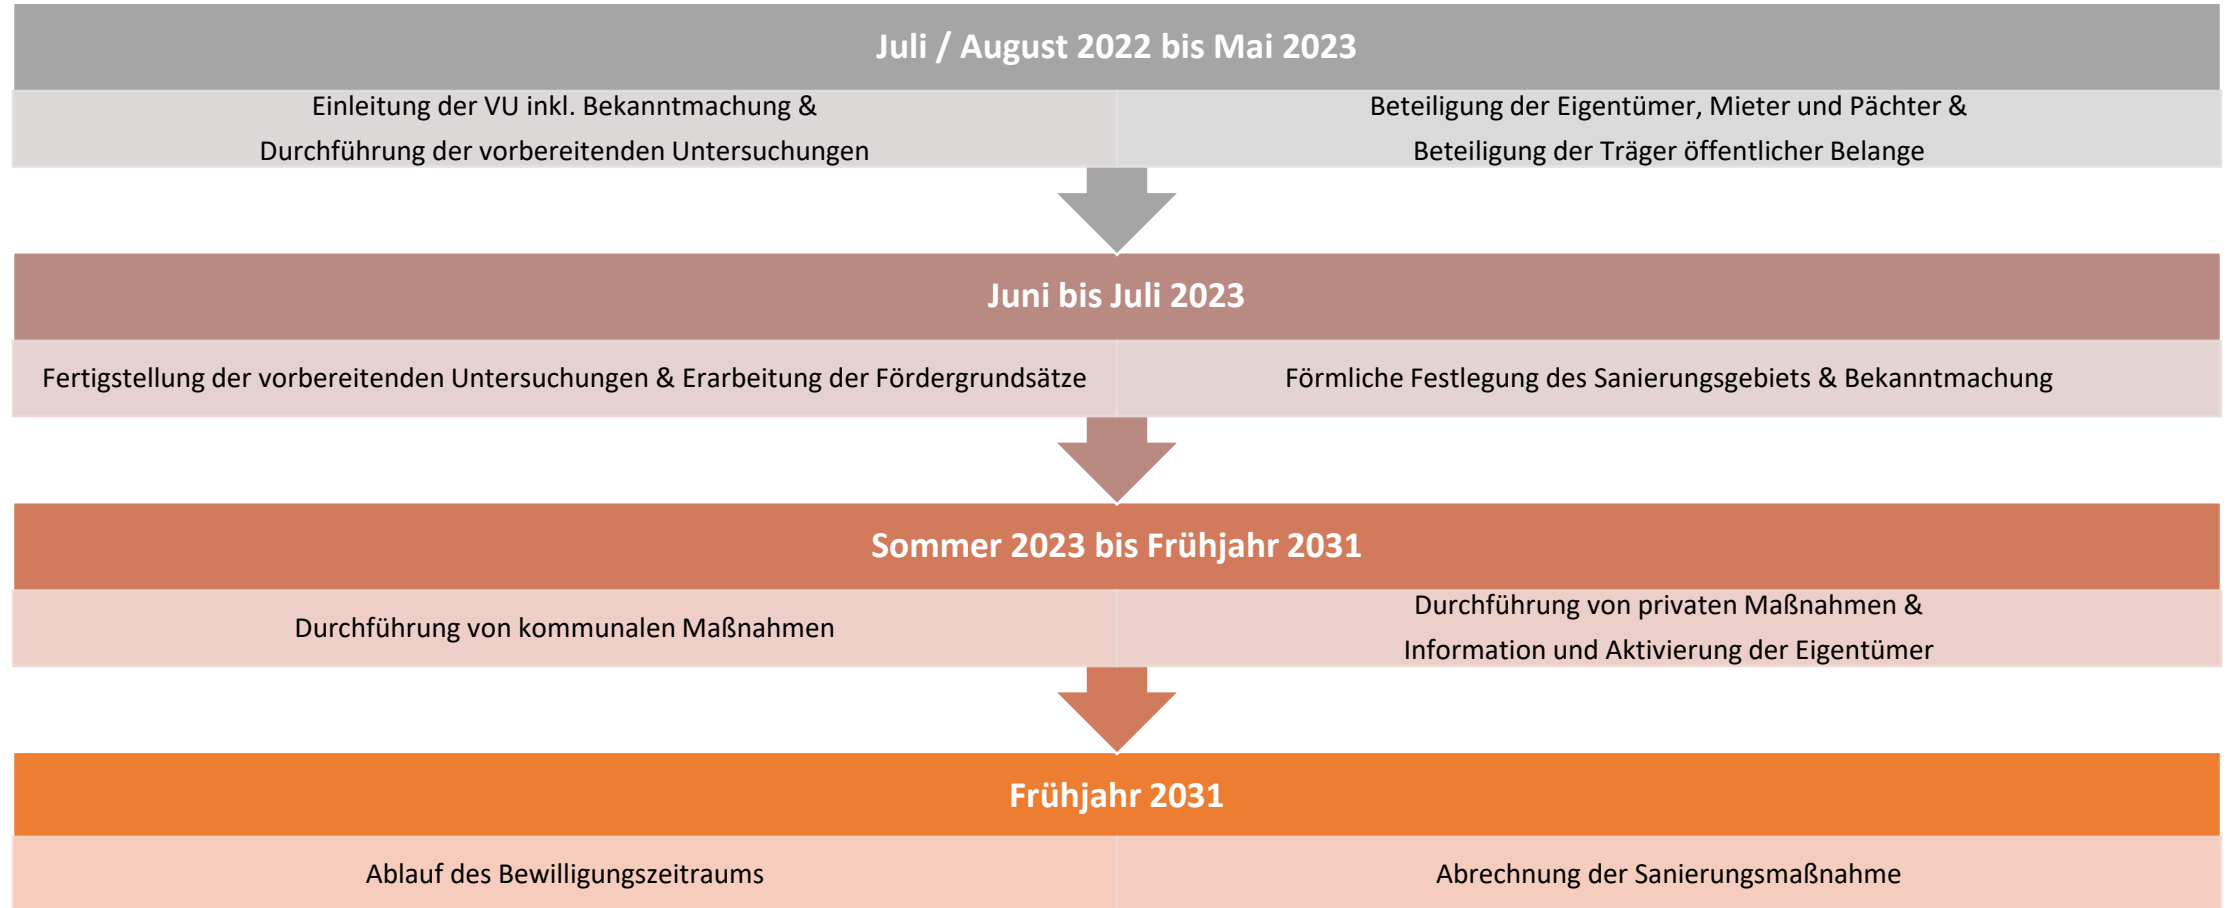 Juli / August 2022 bis Mai 2023
Einleitung der VU inkl. Bekanntmachung &
Durchführung der vorbereitenden Untersuchungen
Beteiligung der Eigentümer, Mieter und Pächter &
Beteiligung der Träger öffentlicher Belange
Juni bis Juli 2023
Fertigstellung der vorbereitenden Untersuchungen & Erarbeitung der Fördergrundsätze
Förmliche Festlegung des Sanierungsgebiets & Bekanntmachung
Sommer 2023 bis Frühjahr 2031
Durchführung von kommunalen Maßnahmen
Durchführung von privaten Maßnahmen &
Information und Aktivierung der Eigentümer
Frühjahr 2031
Ablauf des Bewilligungszeitraums
Abrechnung der Sanierungsmaßnahme